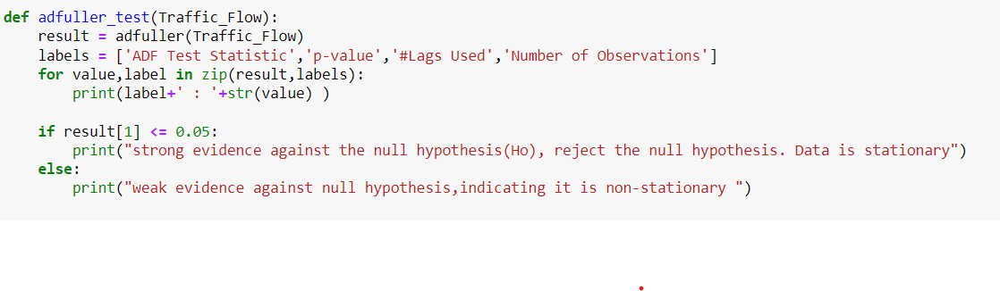 def adfuller_test(Traffic_Flow):
    result = adfuller(Traffic_Flow)
    labels = ['ADF Test Statistic','p-value','#Lags Used','Number of Observations']
    for value,label in zip(result,labels):
        print(label+' : '+str(value) )
    if result[1] <= 0.05:
        print("strong evidence against the null hypothesis(Ho), reject the null hypothesis. Data is stationary")
    else:
        print("weak evidence against null hypothesis,indicating it is non-stationary ")